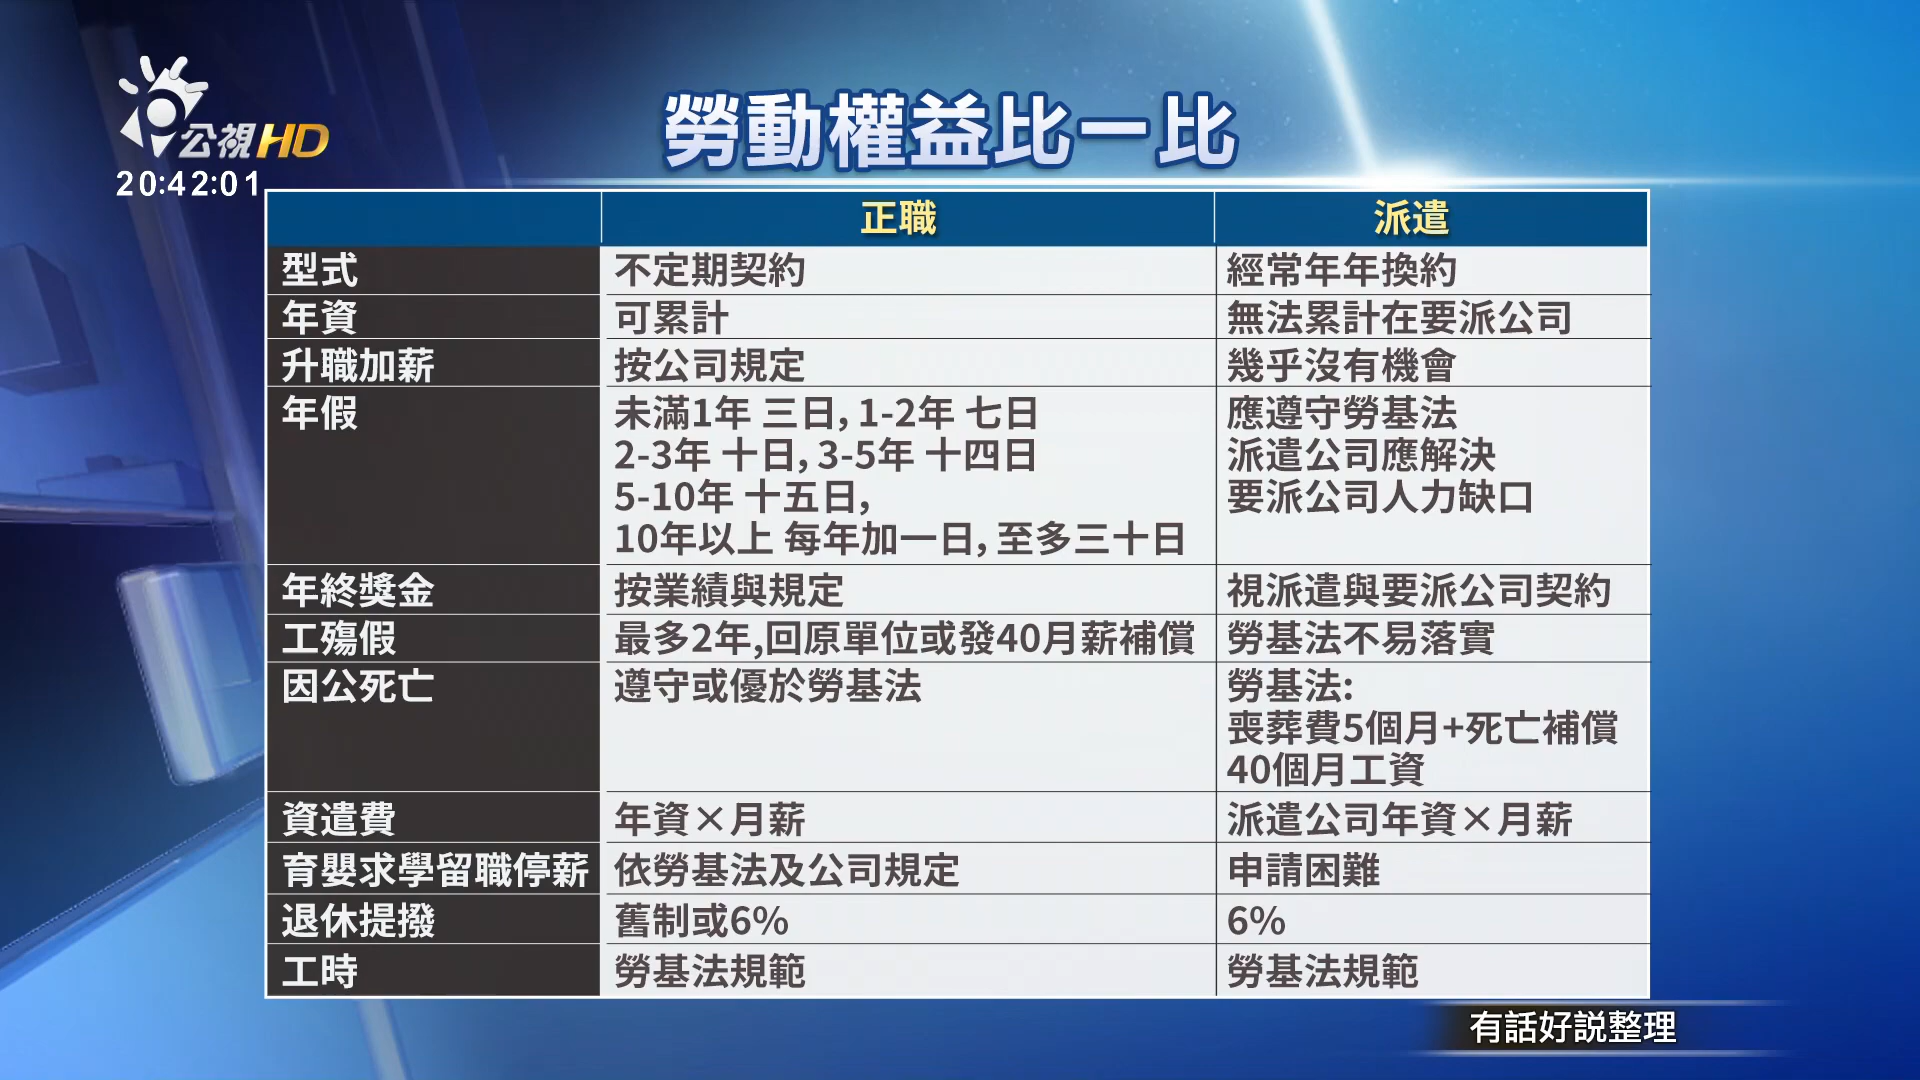 公視HD
20:42:01
勞動權益比一比
正職 派遣
型式 不定期契約 經常年年換約
年資 可累計 無法累計在要派公司
升職加薪 按公司規定 幾乎沒有機會
年假 未滿1年 三日, 1-2年 七日 應遵守勞基法
2-3年 十日, 3-5年 十四日 派遣公司應解決
5-10年 十五日, 要派公司人力缺口
10年以上 每年加一日, 至多三十日
年終獎金 按業績與規定 視派遣與要派公司契約
工殤假 最多2年,回原單位或發40月薪補償 勞基法不易落實
因公死亡 遵守或優於勞基法 勞基法:
喪葬費5個月+死亡補償
40個月工資
資遣費 年資×月薪 派遣公司年資×月薪
育嬰求學留職停薪 依勞基法及公司規定 申請困難
退休提撥 舊制或6% 6%
工時 勞基法規範 勞基法規範
有話好説整理